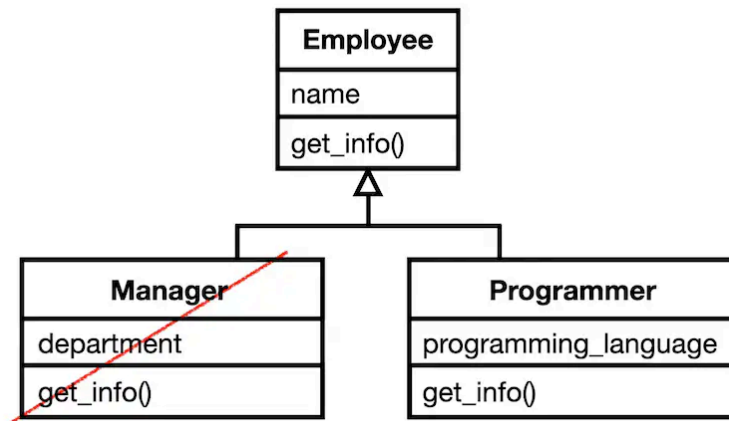 Employee
name
get_info()
Manager
department
get_info()
Programmer
programming_language
get_info()